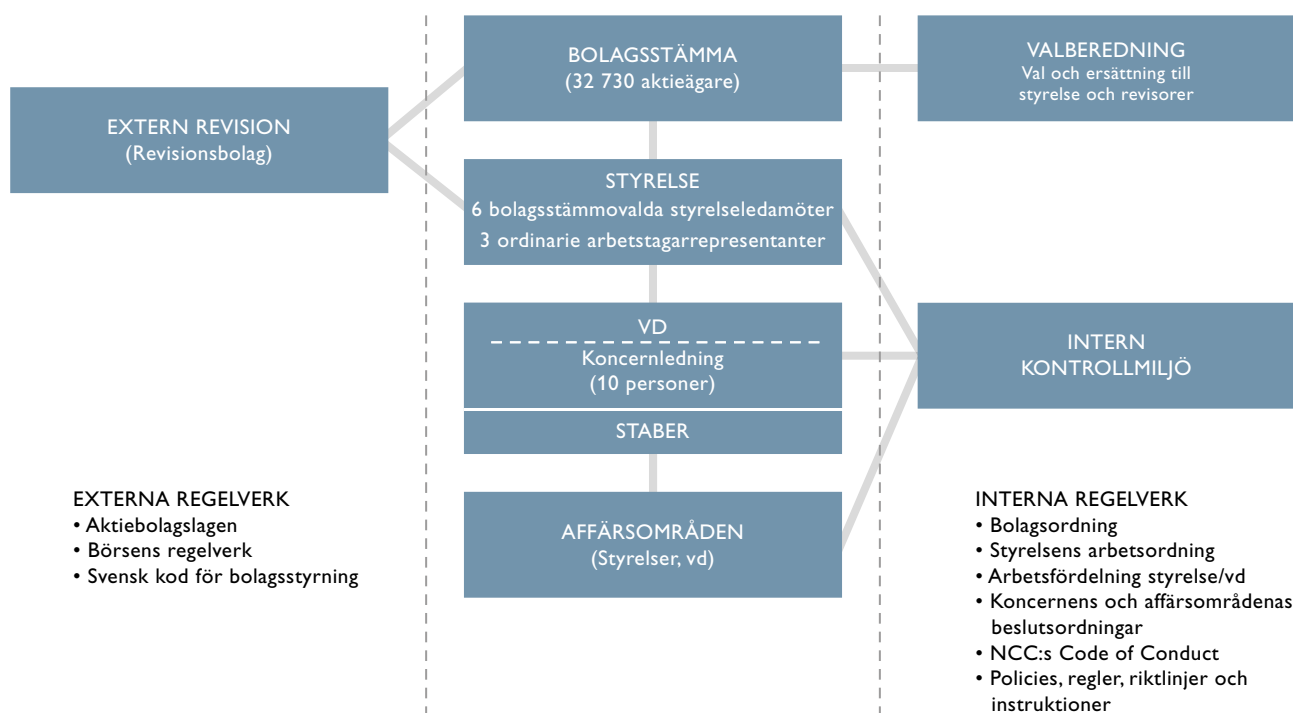 EXTERN REVISION
(Revisionsbolag)
BOLAGSSTÄMMA
(32 730 aktieägare)
VALBEREDNING
Val och ersättning till
styrelse och revisorer
STYRELSE
6 bolagsstämmovalda styrelseledamöter
3 ordinarie arbetstagarrepresentanter
VD
Koncernledning
(10 personer)
STABER
INTERN
KONTROLLMILJÖ
AFFÄRSOMRÅDEN
(Styrelser, vd)
EXTERNA REGELVERK
• Aktiebolagslagen
• Börsens regelverk
• Svensk kod för bolagsstyrning
INTERNA REGELVERK
• Bolagsordning
• Styrelsens arbetsordning
• Arbetsfördelning styrelse/vd
• Koncernens och affärsområdenas
beslutsordningar
• NCC:s Code of Conduct
• Policies, regler, riktlinjer och
instruktioner